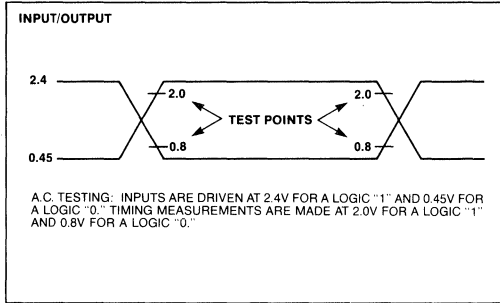 INPUT/OUTPUT
2.4
2.0
2.0
TEST POINTS
0.8
0.8
0.45
A.C. TESTING: INPUTS ARE DRIVEN AT 2.4V FOR A LOGIC "1" AND 0.45V FOR
A LOGIC "0." TIMING MEASUREMENTS ARE MADE AT 2.0V FOR A LOGIC "1"
AND 0.8V FOR A LOGIC "0."